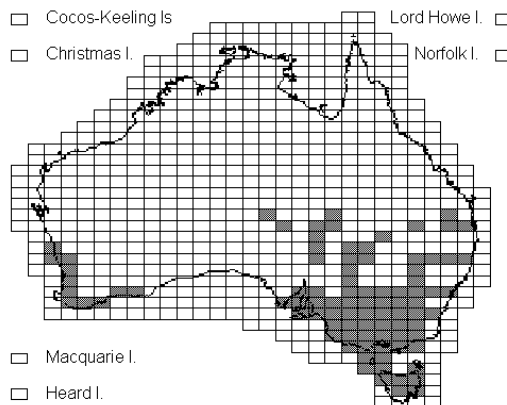 Cocos-Keeling Is
Lord Howe I.
Christmas I.
Norfolk I.
Macquarie I.
Heard I.